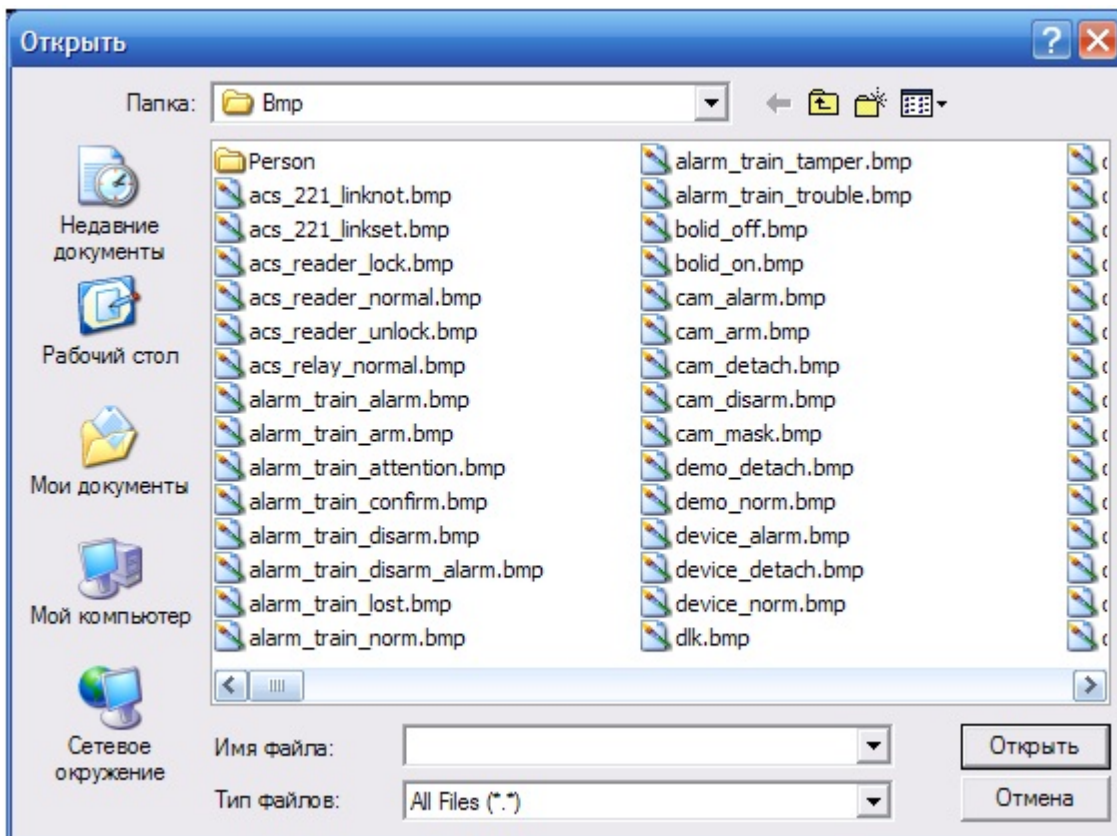 Открыть
Папка:
Bmp
Недавние
документы
Рабочий стол
Мои документы
Мой компьютер
Сетевое
окружение
Person
acs_221_linknot.bmp
acs_221_linkset.bmp
acs_reader_lock.bmp
acs_reader_normal.bmp
acs_reader_unlock.bmp
acs_relay_normal.bmp
alarm_train_alarm.bmp
alarm_train_arm.bmp
alarm_train_attention.bmp
alarm_train_confirm.bmp
alarm_train_disarm.bmp
alarm_train_disarm_alarm.bmp
alarm_train_lost.bmp
alarm_train_norm.bmp
alarm_train_tamper.bmp
alarm_train_trouble.bmp
bolid_off.bmp
bolid_on.bmp
cam_alarm.bmp
cam_arm.bmp
cam_detach.bmp
cam_disarm.bmp
cam_mask.bmp
demo_detach.bmp
demo_norm.bmp
device_alarm.bmp
device_detach.bmp
device_norm.bmp
dlk.bmp
Имя файла:
Открыть
Тип файлов:
All Files (*.*)
Отмена